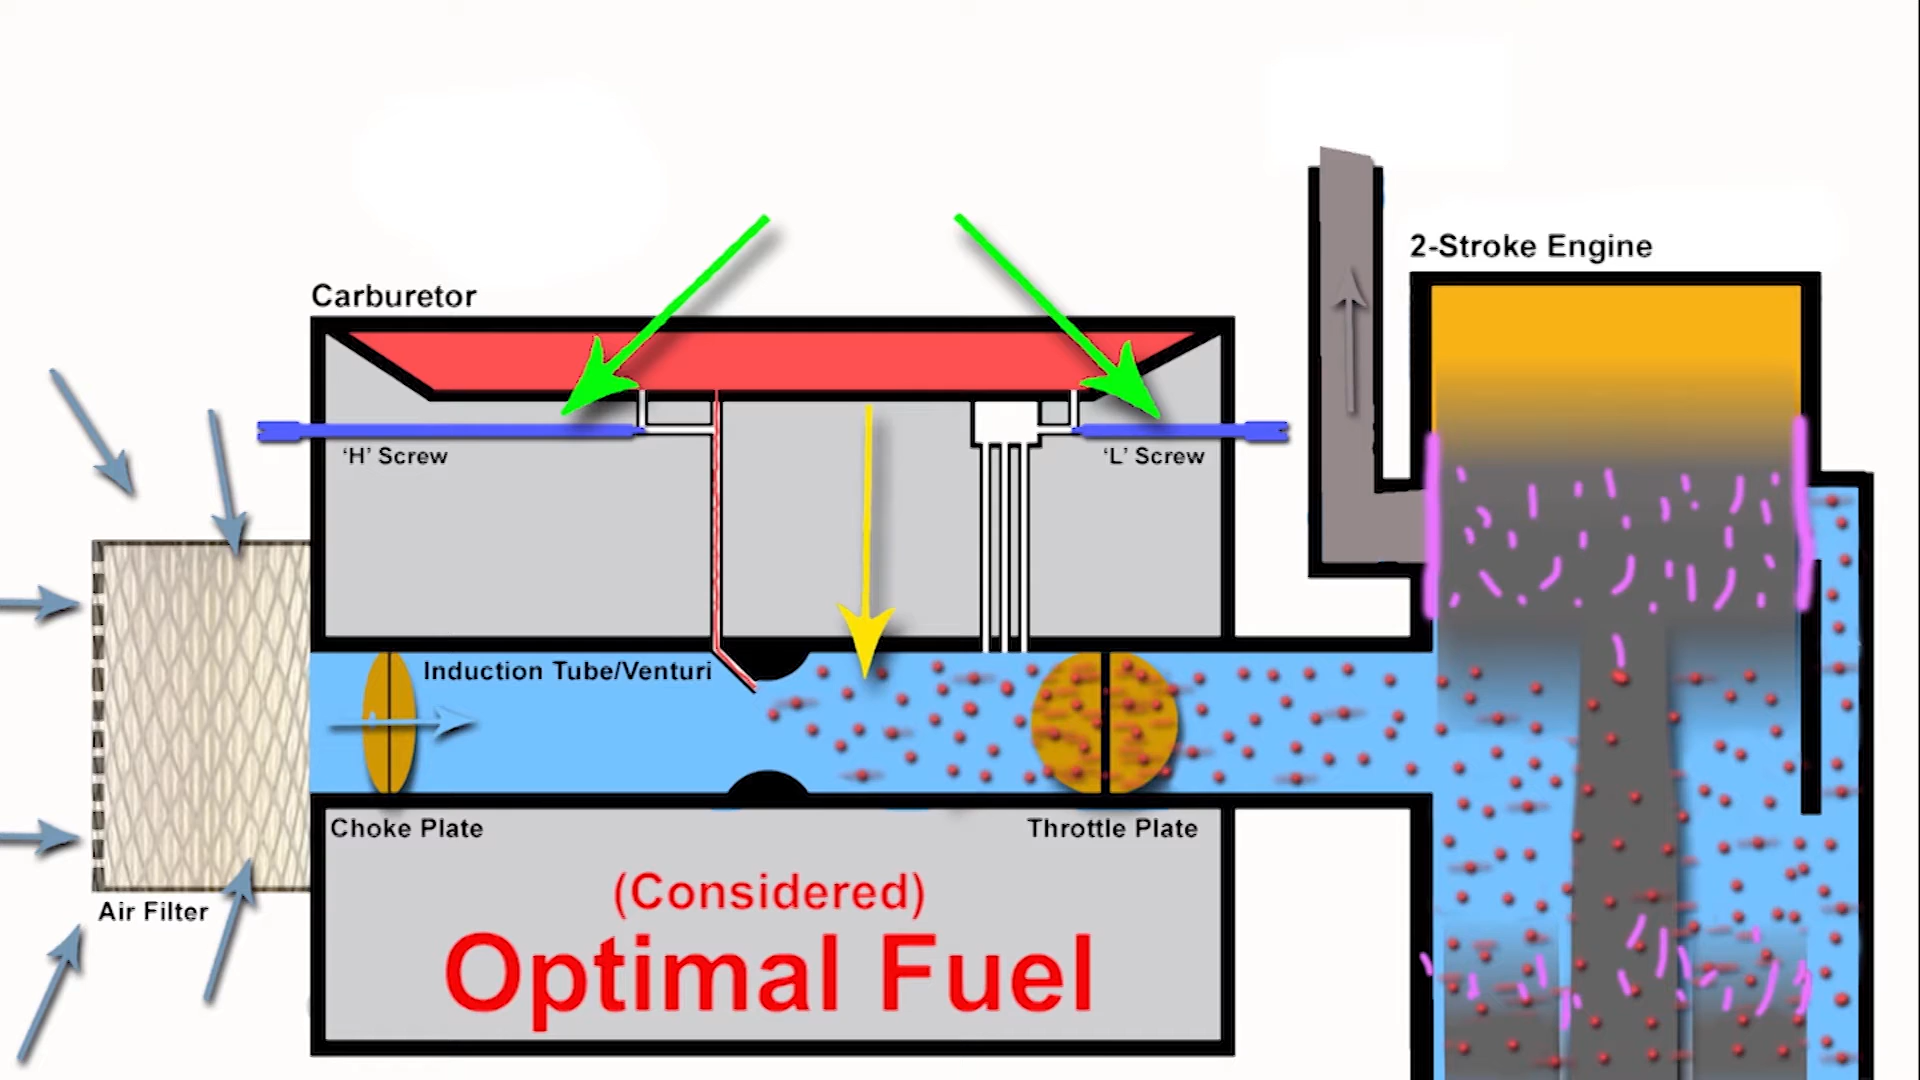 2-Stroke Engine
Carburetor
‘H’ Screw
‘L’ Screw
Induction Tube/Venturi
Choke Plate
Throttle Plate
Air Filter
(Considered)
Optimal Fuel